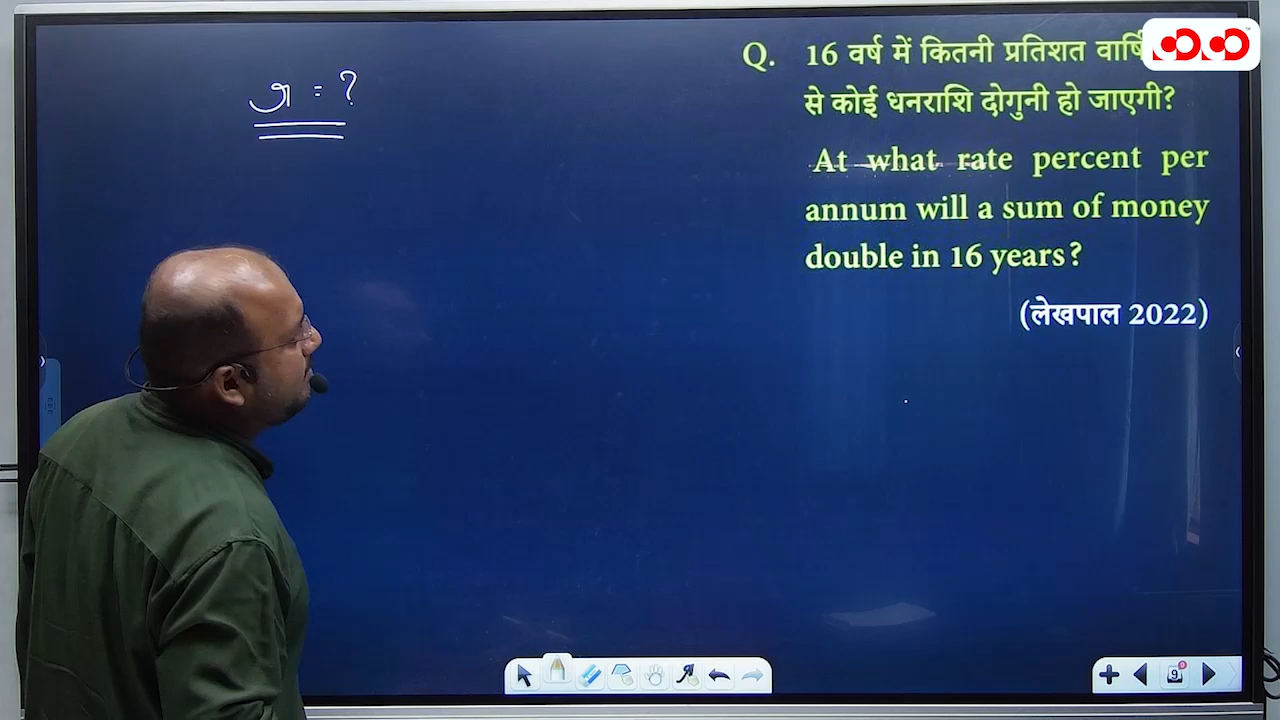 r = ?
Q. 16 वर्ष में कितनी प्रतिशत
से कोई धनराशि दोगुनी हो जाएगी?
At what rate percent per
annum will a sum of money
double in 16 years?
(लेखपाल 2022)
9